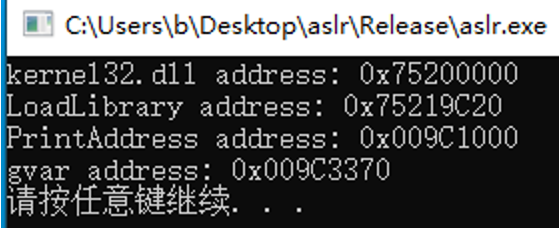 C:\Users\b\Desktop\aslr\Release\aslr.exe
kernel32.dll address: 0x75200000
LoadLibrary address: 0x75219C20
PrintAddress address: 0x009C1000
gvar address: 0x009C3370
请按任意键继续. . .